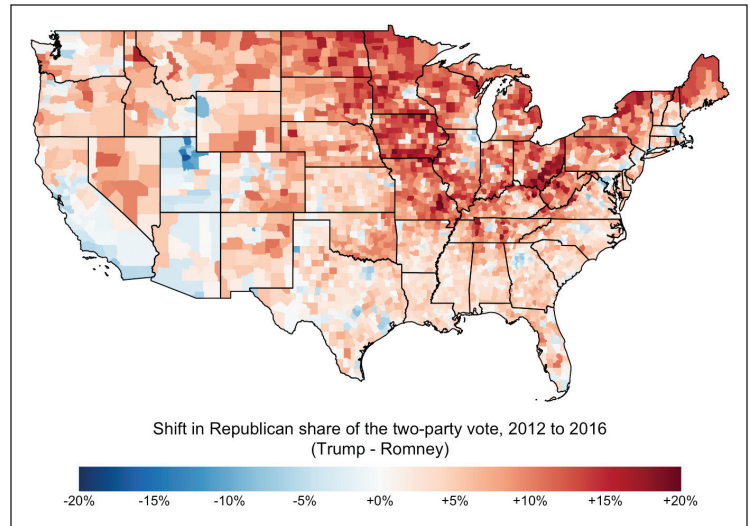 Shift in Republican share of the two-party vote, 2012 to 2016
(Trump - Romney)
-20% -15% -10% -5% +0% +5% +10% +15% +20%